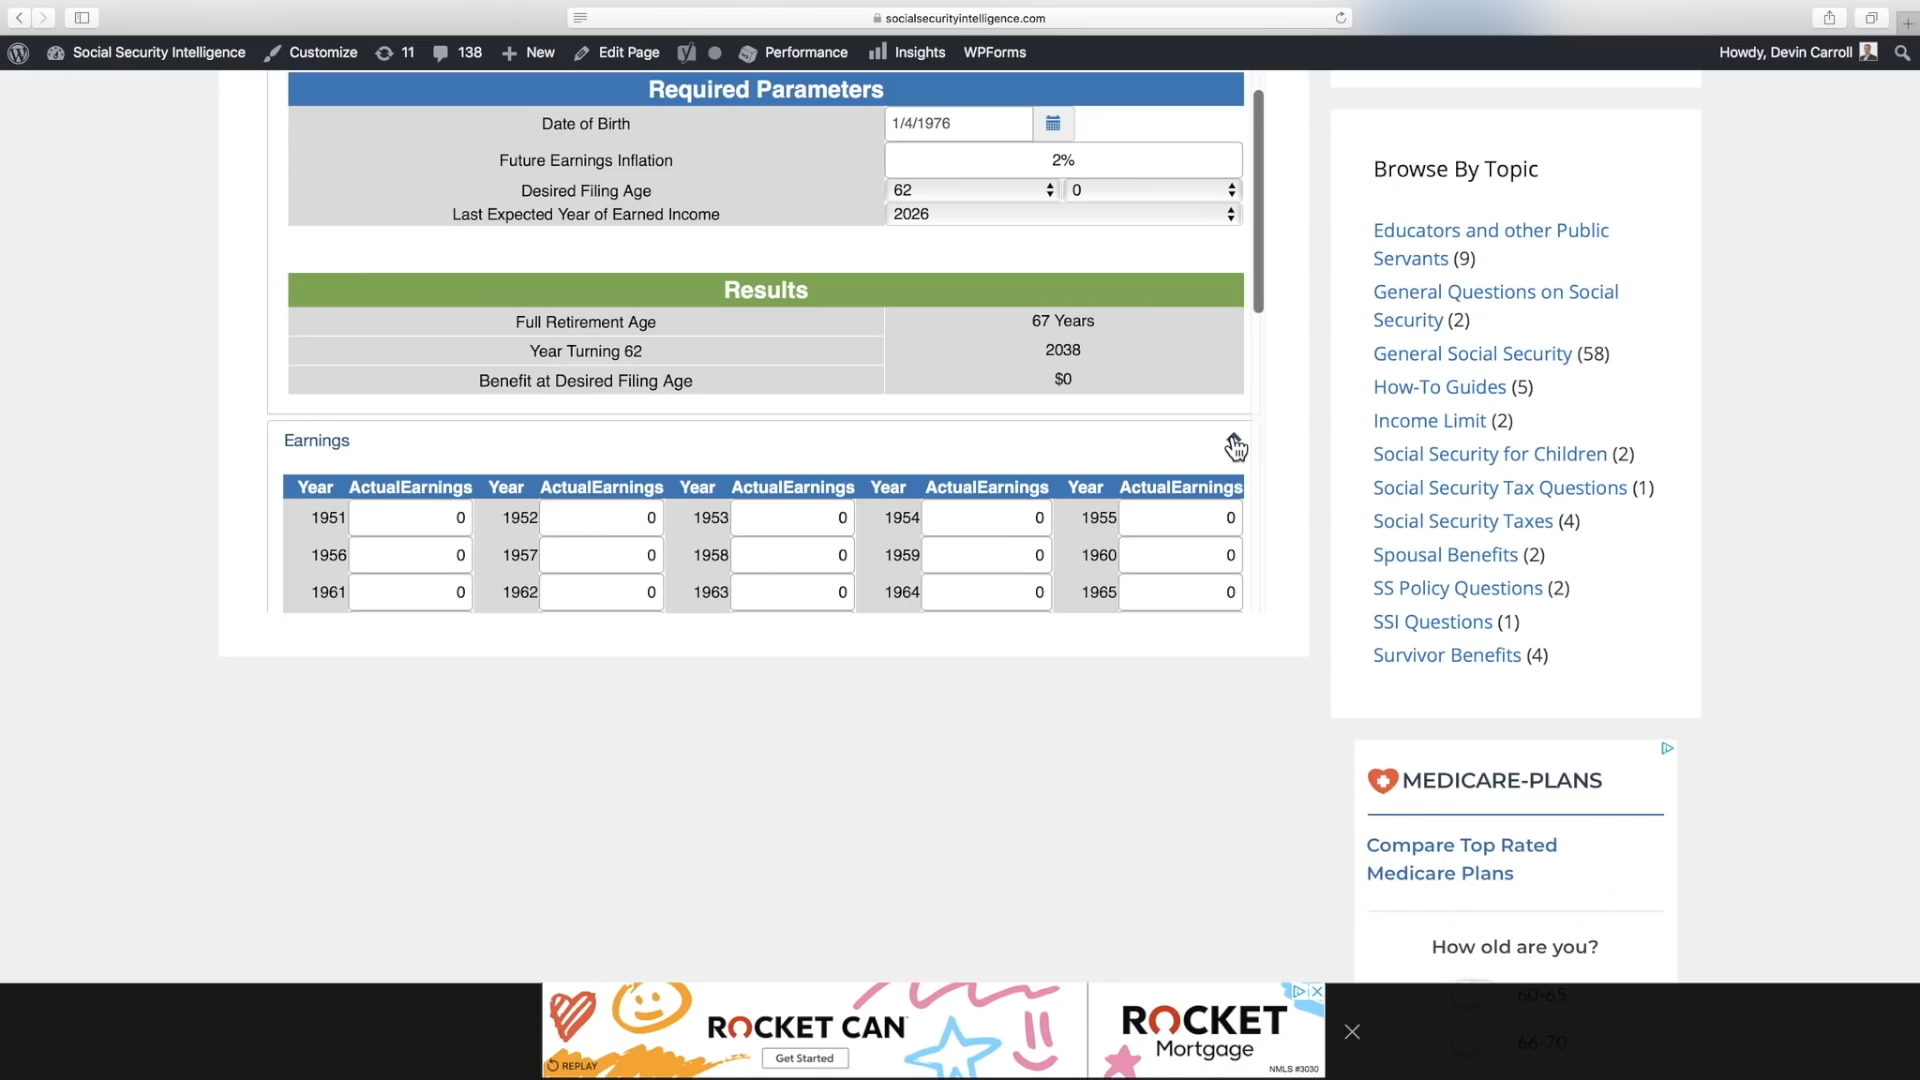 socialsecurityintelligence.com
Social Security Intelligence Customize 11 138 New Edit Page Performance Insights WPForms Howdy, Devin Carroll
Required Parameters
Date of Birth 1/4/1976
Future Earnings Inflation 2%
Desired Filing Age 62 0
Last Expected Year of Earned Income 2026
Results
Full Retirement Age 67 Years
Year Turning 62 2038
Benefit at Desired Filing Age $0
Earnings
Year ActualEarnings Year ActualEarnings Year ActualEarnings Year ActualEarnings Year ActualEarnings
1951 0 1952 0 1953 0 1954 0 1955 0
1956 0 1957 0 1958 0 1959 0 1960 0
1961 0 1962 0 1963 0 1964 0 1965 0
Browse By Topic
Educators and other Public
Servants (9)
General Questions on Social
Security (2)
General Social Security (58)
How-To Guides (5)
Income Limit (2)
Social Security for Children (2)
Social Security Tax Questions (1)
Social Security Taxes (4)
Spousal Benefits (2)
SS Policy Questions (2)
SSI Questions (1)
Survivor Benefits (4)
MEDICARE-PLANS
Compare Top Rated
Medicare Plans
How old are you?
60-65
66-70
ROCKET CAN
Get Started
REPLAY
ROCKET
Mortgage
NMLS #3030